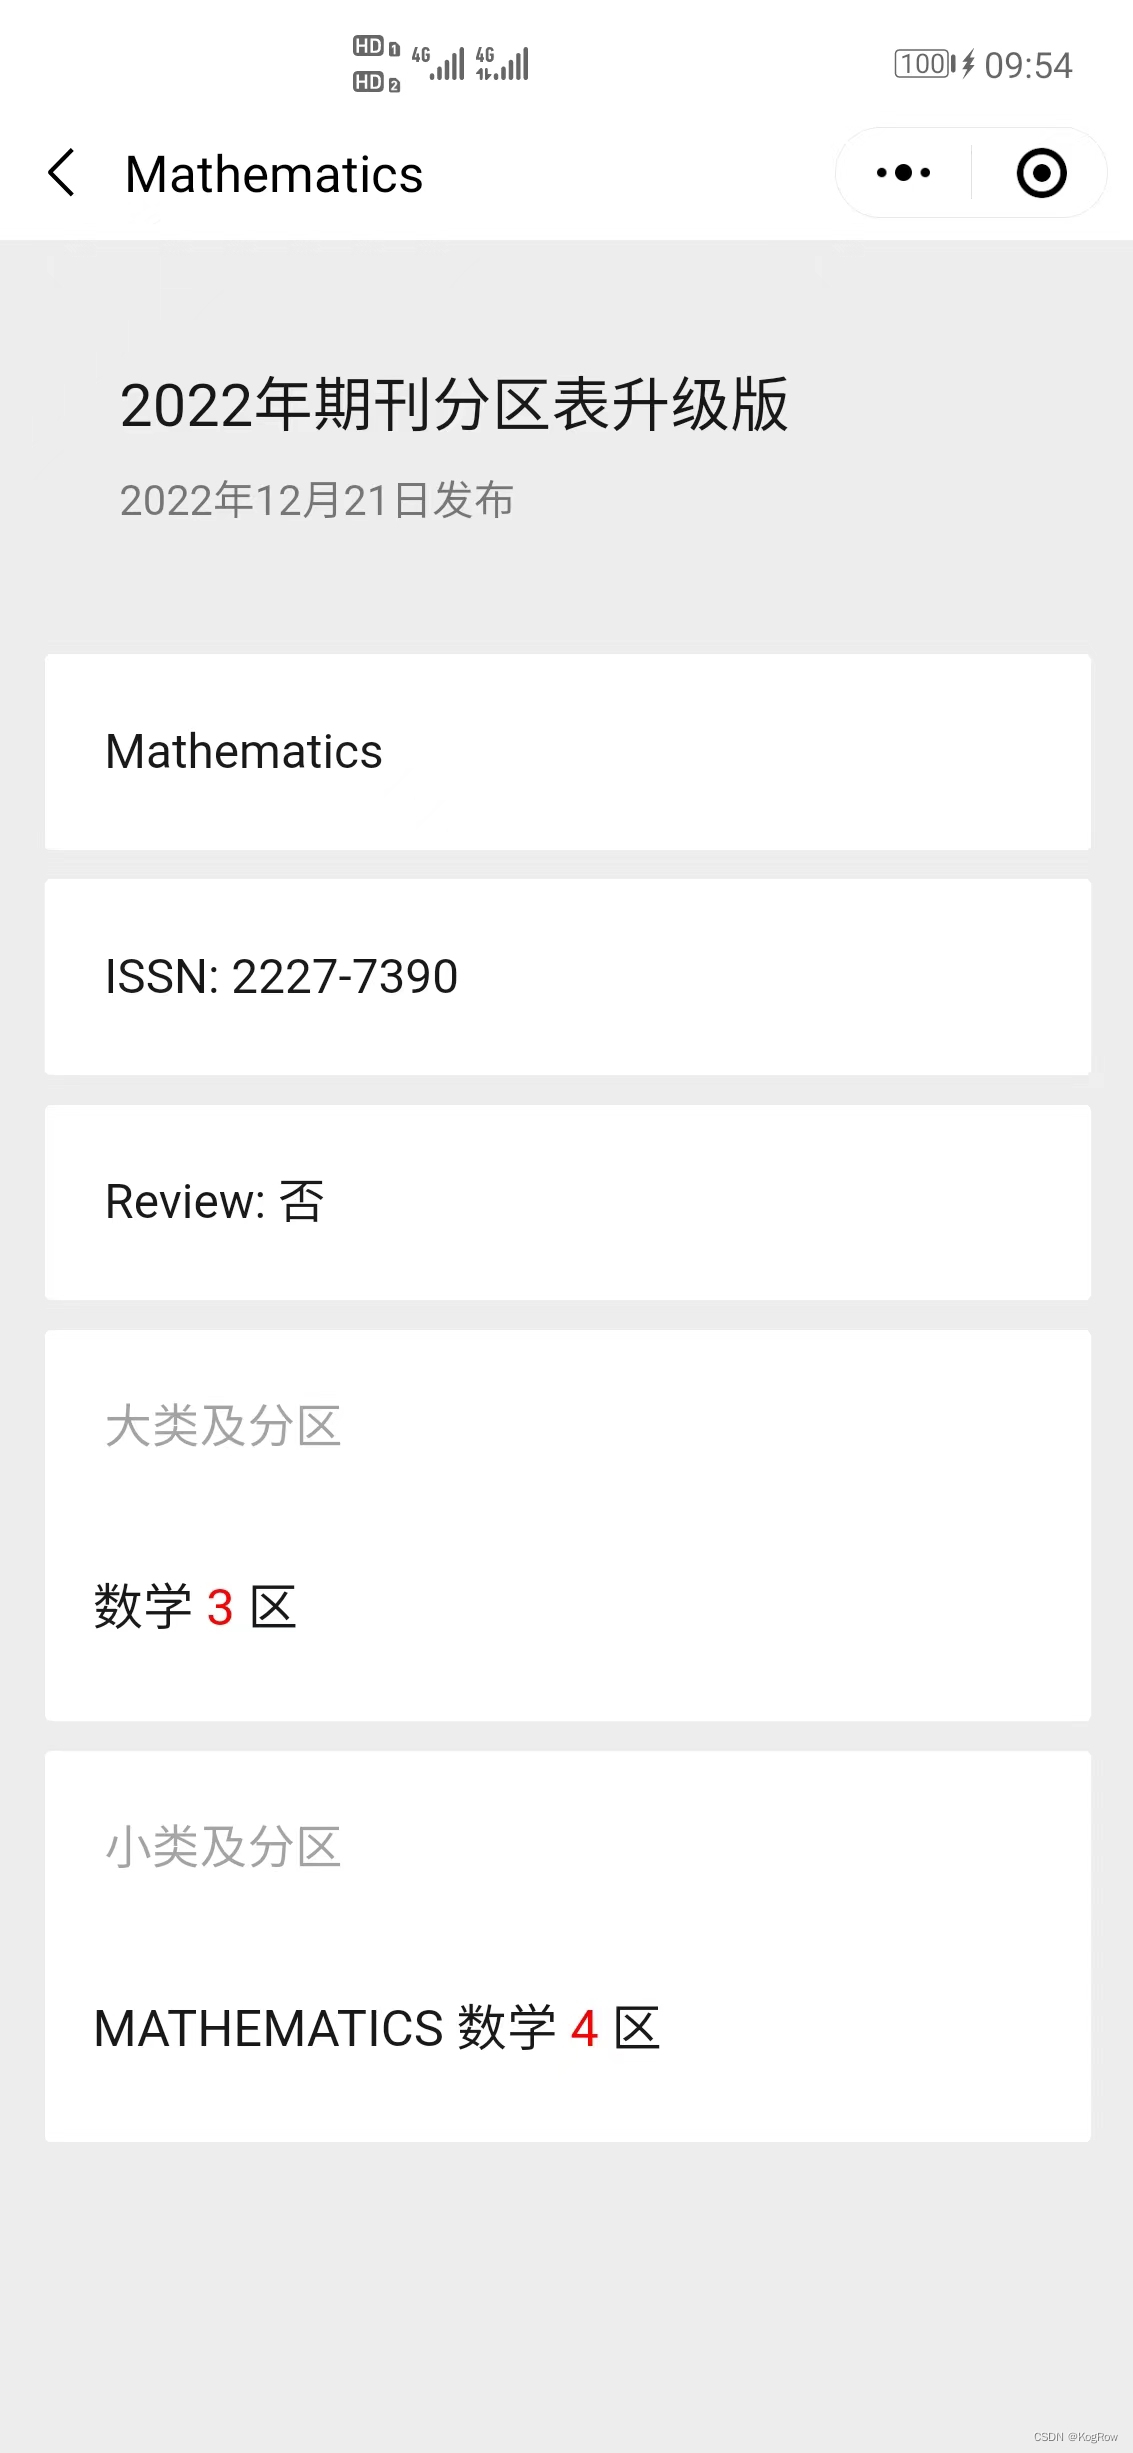 HD 1 4G 4G 100 09:54
HD 2
Mathematics
2022年期刊分区表升级版
2022年12月21日发布
Mathematics
ISSN: 2227-7390
Review: 否
大类及分区
数学 3 区
小类及分区
MATHEMATICS 数学 4 区
CSDN @KogRow